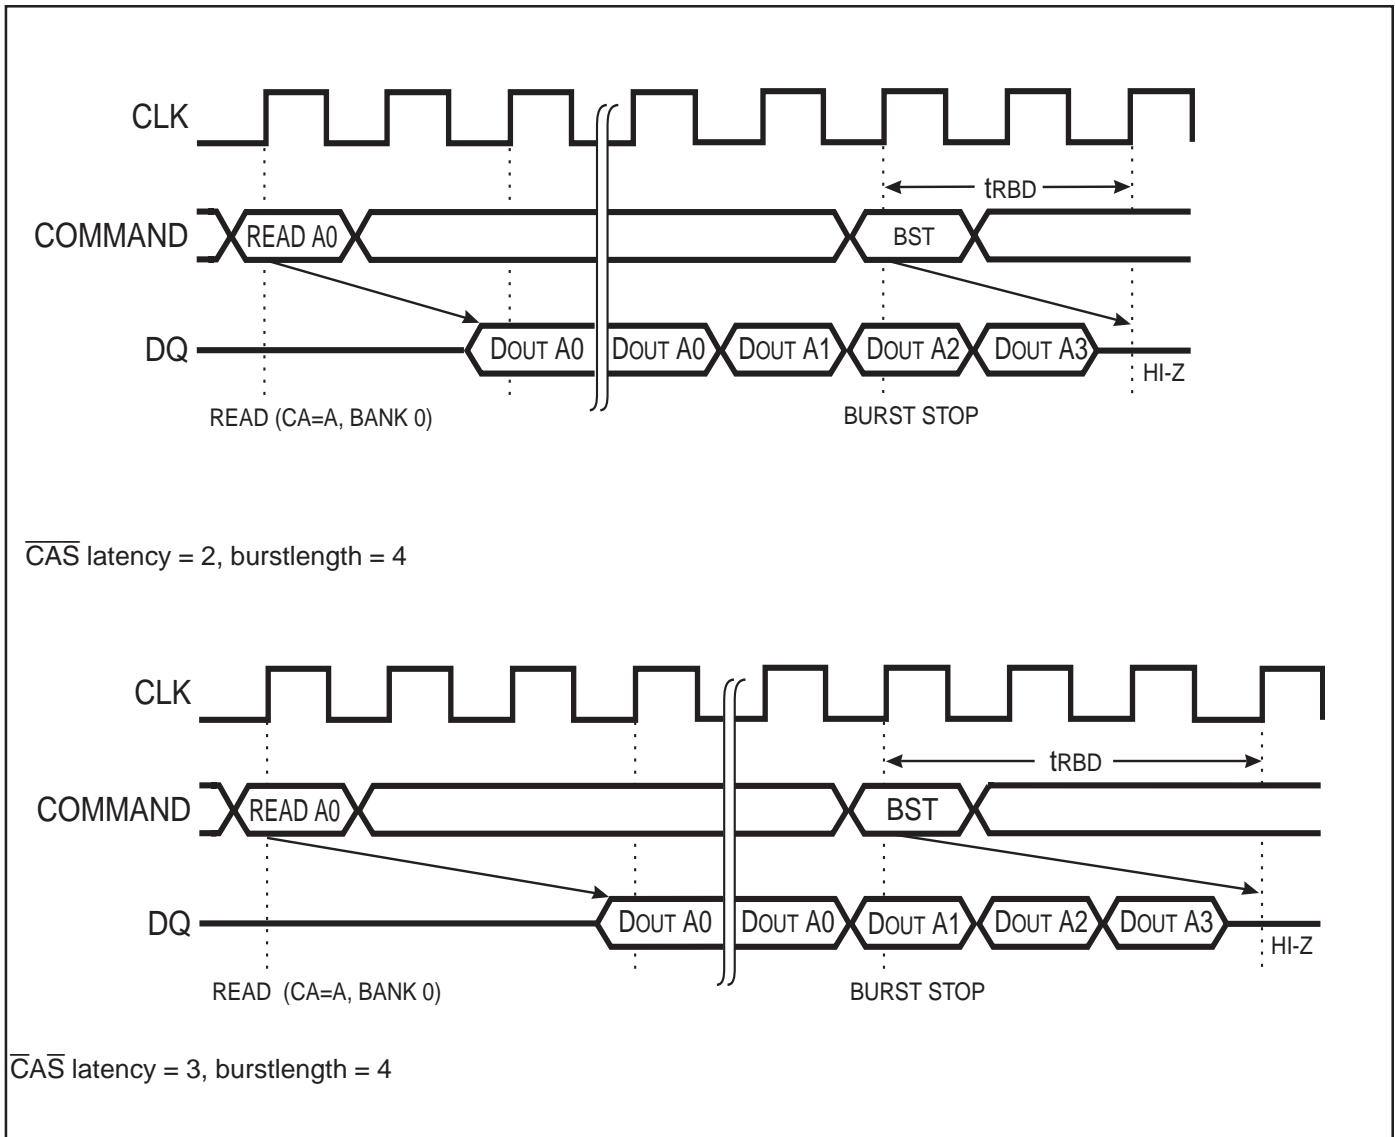 CLK
tRBD
COMMAND READ A0 BST
DQ DOUT A0 DOUT A0 DOUT A1 DOUT A2 DOUT A3 HI-Z
READ (CA=A, BANK 0) BURST STOP
CAS latency = 2, burstlength = 4
CLK
tRBD
COMMAND READ A0 BST
DQ DOUT A0 DOUT A0 DOUT A1 DOUT A2 DOUT A3 HI-Z
READ (CA=A, BANK 0) BURST STOP
CAS latency = 3, burstlength = 4